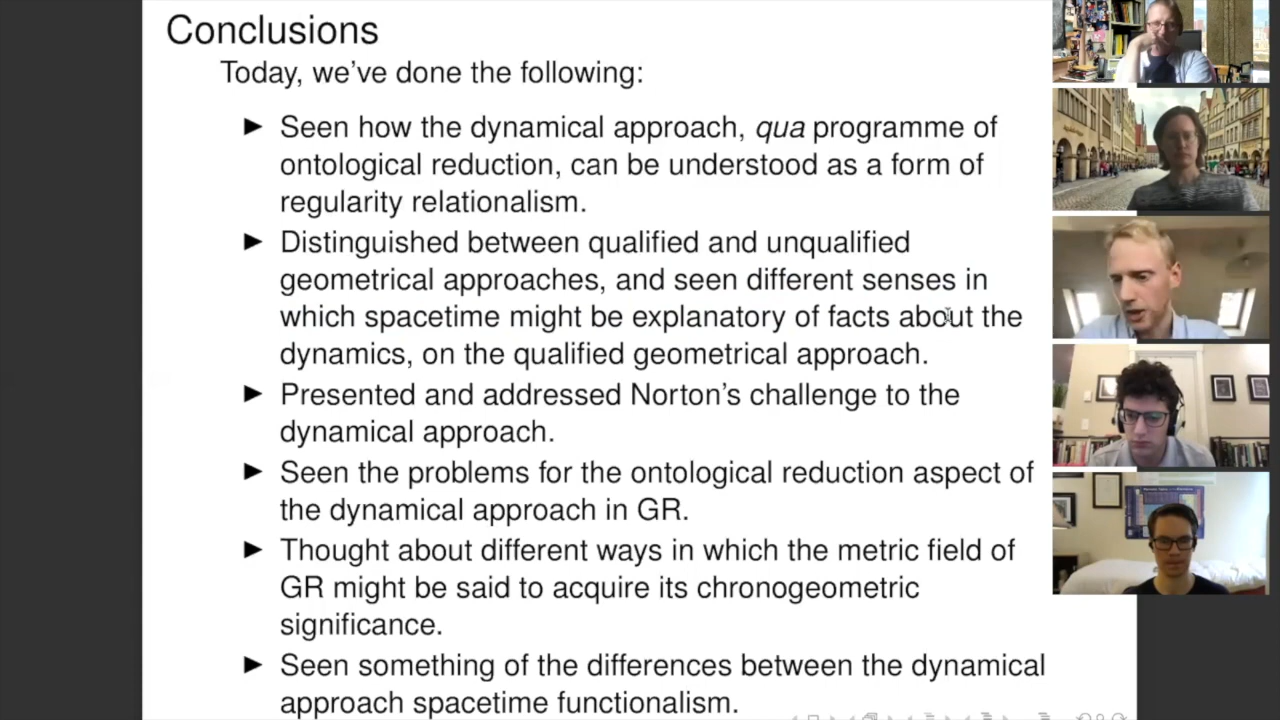 Conclusions
Today, we've done the following:
► Seen how the dynamical approach, qua programme of
ontological reduction, can be understood as a form of
regularity relationalism.
► Distinguished between qualified and unqualified
geometrical approaches, and seen different senses in
which spacetime might be explanatory of facts about the
dynamics, on the qualified geometrical approach.
► Presented and addressed Norton's challenge to the
dynamical approach.
► Seen the problems for the ontological reduction aspect of
the dynamical approach in GR.
► Thought about different ways in which the metric field of
GR might be said to acquire its chronogeometric
significance.
► Seen something of the differences between the dynamical
approach spacetime functionalism.